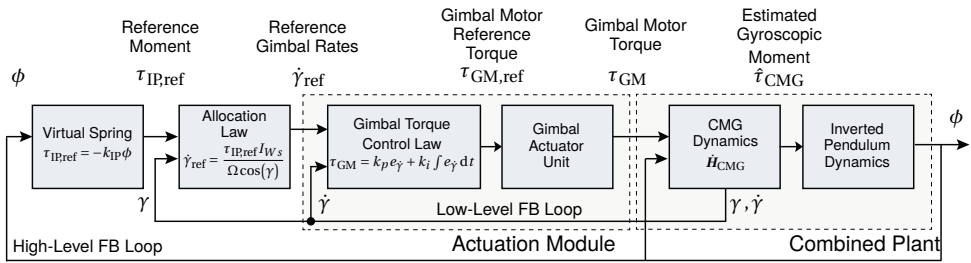 Reference
Moment
τIP,ref
Reference
Gimbal Rates
γ̇ref
Gimbal Motor
Reference
Torque
τGM,ref
Gimbal Motor
Torque
τGM
Estimated
Gyroscopic
Moment
τ̂CMG
ϕ
Virtual Spring
τIP,ref = −kIPϕ
Allocation
Law
γ̇ref = τIP,ref IWs / Ω cos(γ)
Gimbal Torque
Control Law
τGM = kp eγ̇ + ki ∫ eγ̇ dt
Gimbal
Actuator
Unit
CMG
Dynamics
ḢCMG
Inverted
Pendulum
Dynamics
ϕ
γ
γ̇
Low-Level FB Loop
γ, γ̇
High-Level FB Loop
Actuation Module
Combined Plant